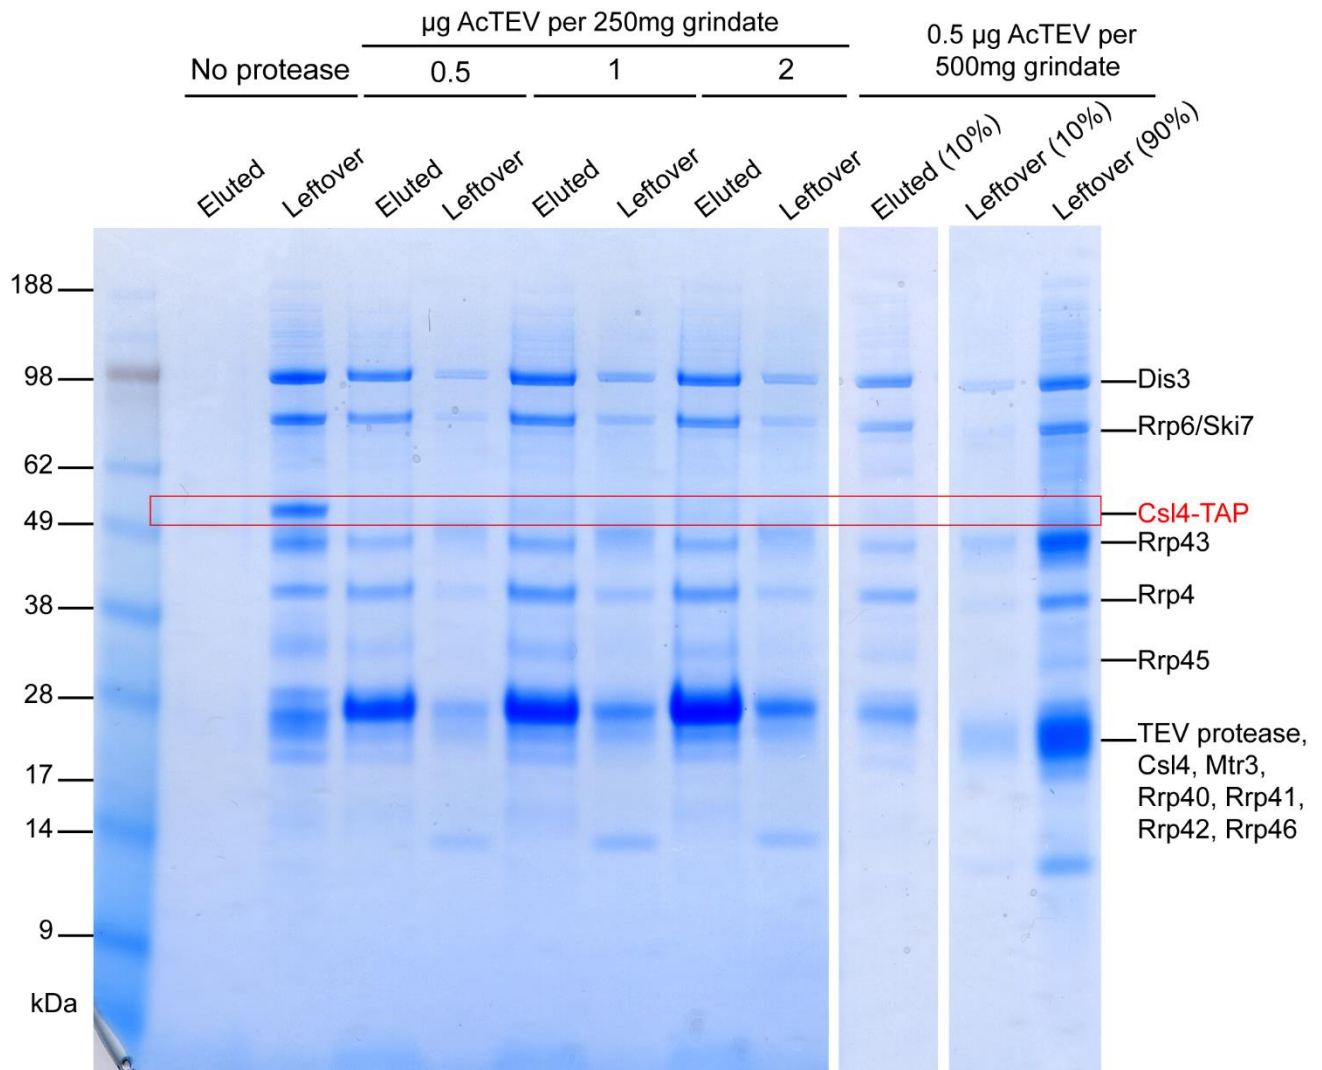 µg AcTEV per 250mg grindate
0.5 µg AcTEV per
500mg grindate
No protease
0.5
1
2
Eluted
Leftover
Eluted
Leftover
Eluted
Leftover
Eluted
Leftover
Eluted (10%)
Leftover (10%)
Leftover (90%)
188
98
62
49
38
28
17
14
9
kDa
Dis3
Rrp6/Ski7
Csl4-TAP
Rrp43
Rrp4
Rrp45
TEV protease,
Csl4, Mtr3,
Rrp40, Rrp41,
Rrp42, Rrp46